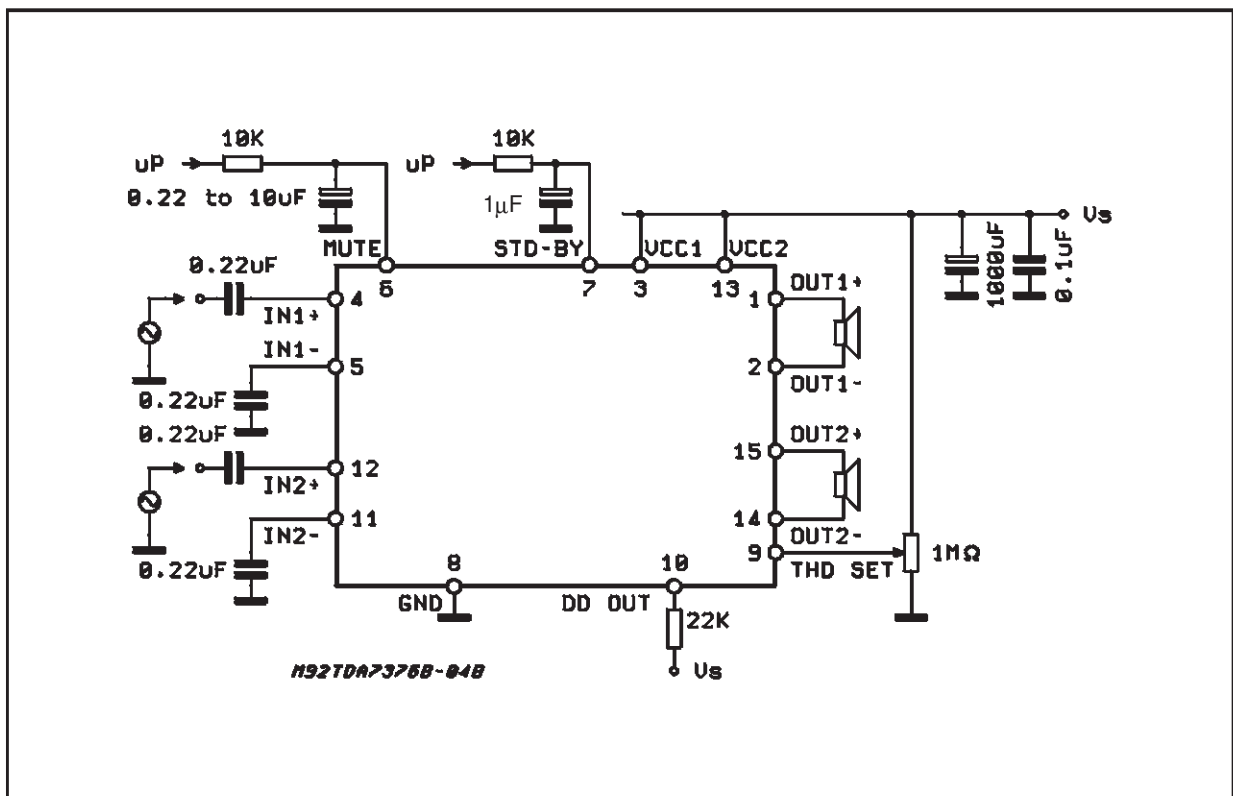 10K
uP
0.22 to 10uF
10K
uP
1µF
Vs
1000uF
0.1uF
MUTE
STD-BY
VCC1
VCC2
6
7
3
13
0.22uF
4
IN1+
IN1-
5
0.22uF
0.22uF
12
IN2+
11
IN2-
0.22uF
1
OUT1+
2
OUT1-
OUT2+
15
14
OUT2-
9
THD SET
1MΩ
8
GND
10
DD OUT
22K
Vs
M92TDA7376B-04B